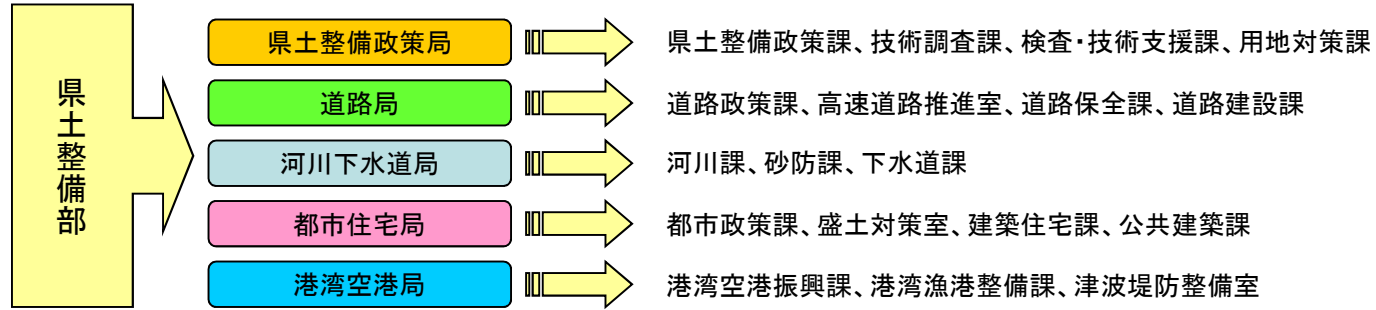 県土整備部
県土整備政策局
県土整備政策課、技術調査課、検査・技術支援課、用地対策課
道路局
道路政策課、高速道路推進室、道路保全課、道路建設課
河川下水道局
河川課、砂防課、下水道課
都市住宅局
都市政策課、盛土対策室、建築住宅課、公共建築課
港湾空港局
港湾空港振興課、港湾漁港整備課、津波堤防整備室